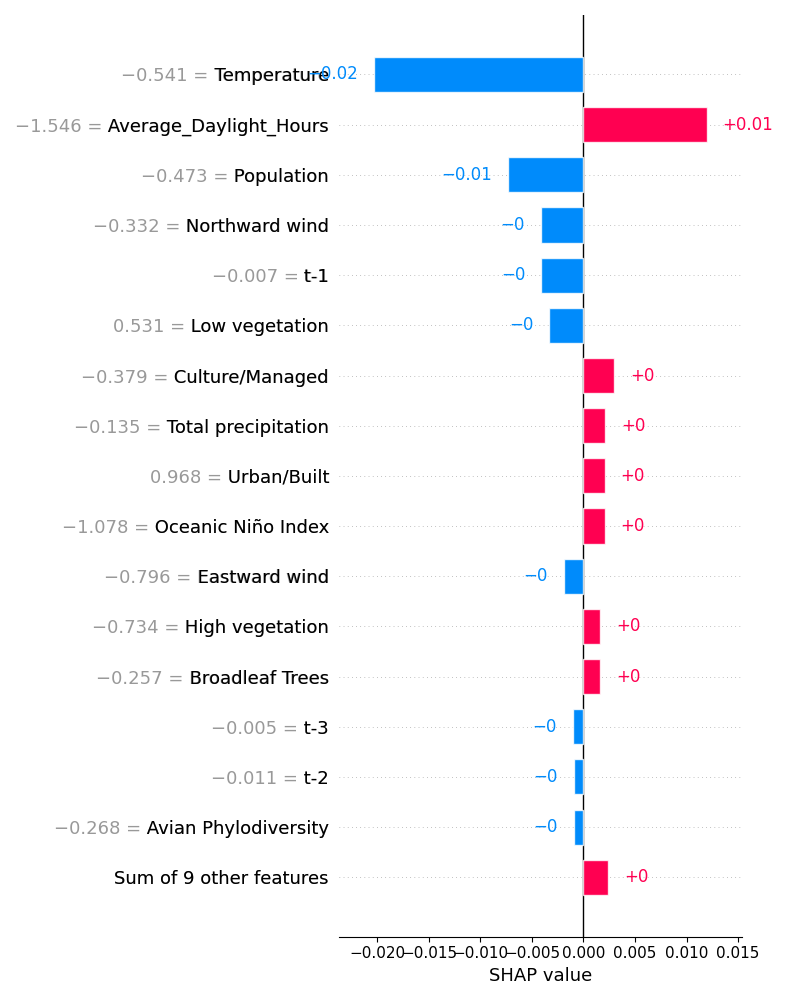 −0.541 = Temperature −0.02
−1.546 = Average_Daylight_Hours +0.01
−0.473 = Population −0.01
−0.332 = Northward wind −0
−0.007 = t-1 −0
0.531 = Low vegetation −0
−0.379 = Culture/Managed +0
−0.135 = Total precipitation +0
0.968 = Urban/Built +0
−1.078 = Oceanic Niño Index +0
−0.796 = Eastward wind −0
−0.734 = High vegetation +0
−0.257 = Broadleaf Trees +0
−0.005 = t-3 −0
−0.011 = t-2 −0
−0.268 = Avian Phylodiversity −0
Sum of 9 other features +0
−0.020 −0.015 −0.010 −0.005 0.000 0.005 0.010 0.015
SHAP value